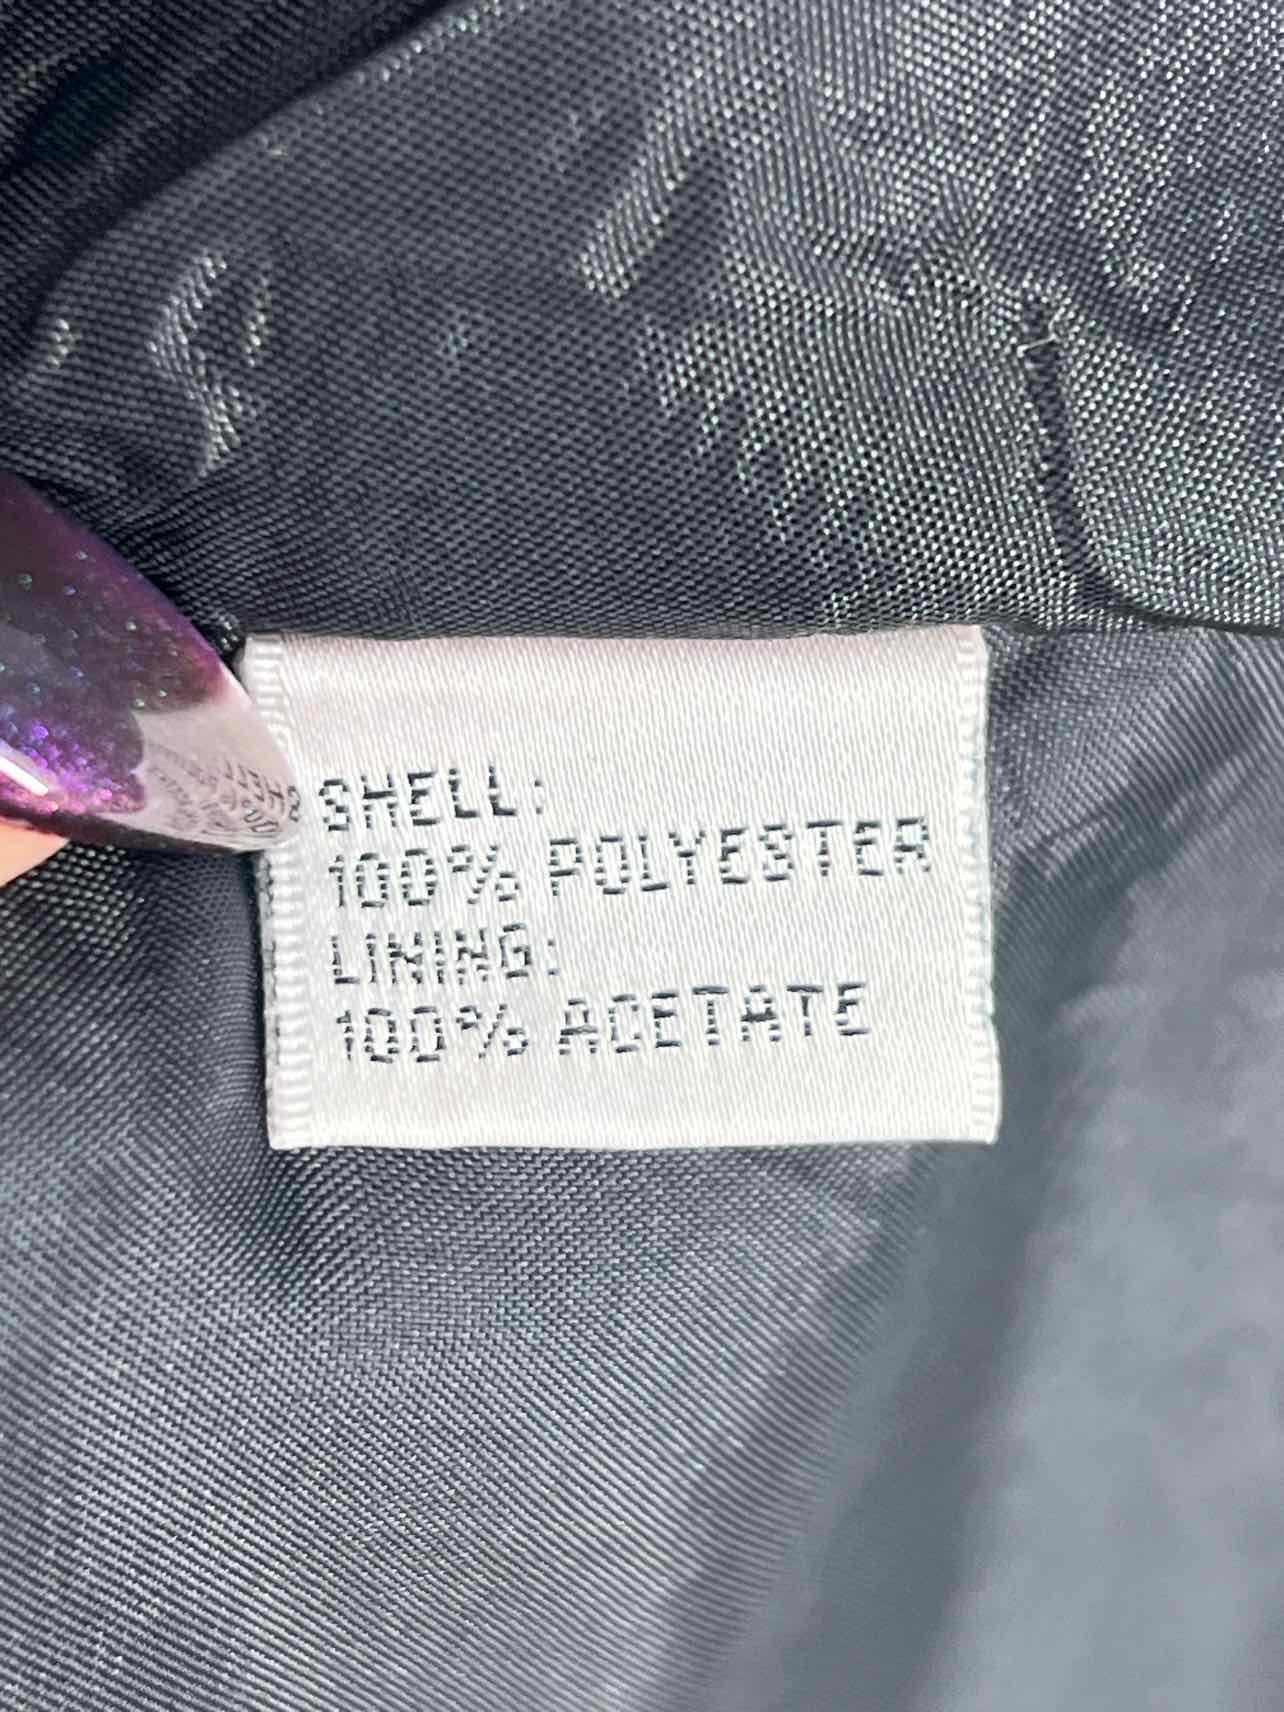 SHELL:
100% POLYESTER
LINING:
100% ACETATE